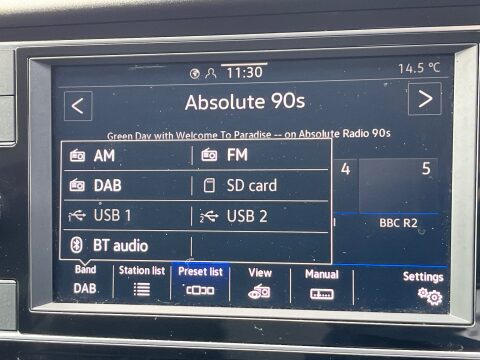 11:30
14.5 °C
Absolute 90s
Green Day with Welcome To Paradise -- on Absolute Radio 90s
AM FM
DAB SD card
USB 1 USB 2
BT audio
4 5
BBC R2
Band Station list Preset list View Manual Settings
DAB